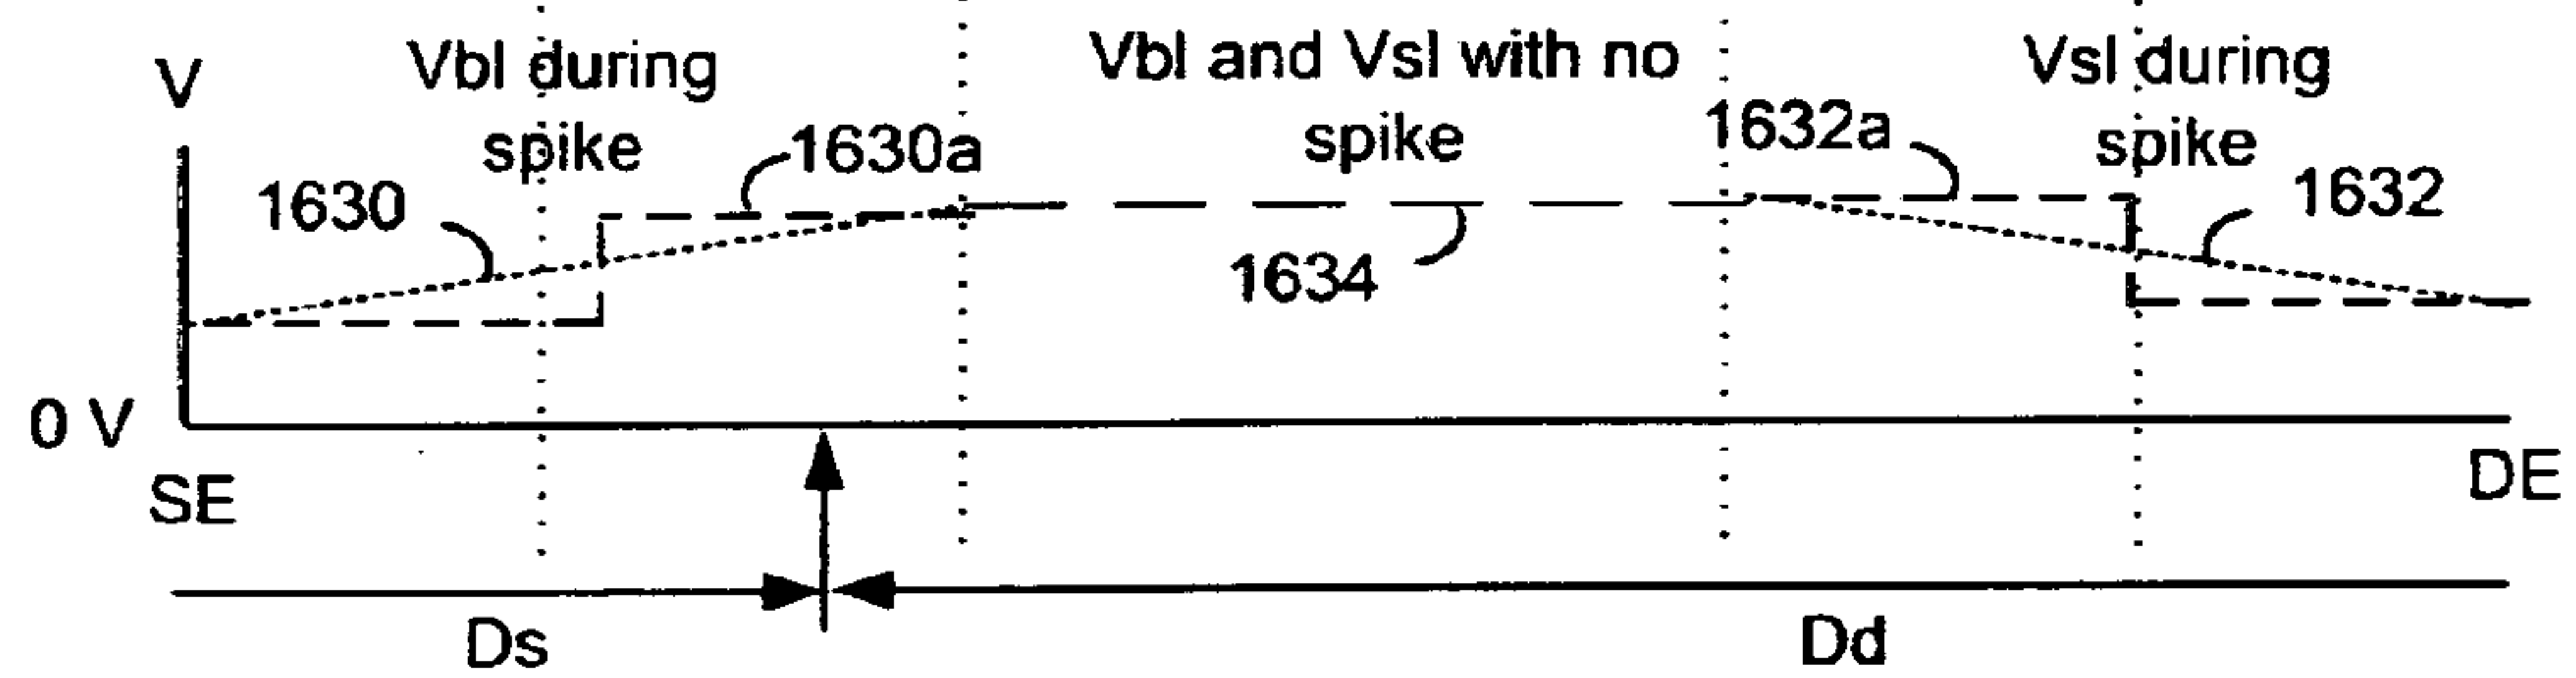 V
Vbl during
spike
Vbl and Vsl with no
spike
Vsl during
spike
1630
1630a
1634
1632a
1632
0 V
SE
DE
Ds
Dd